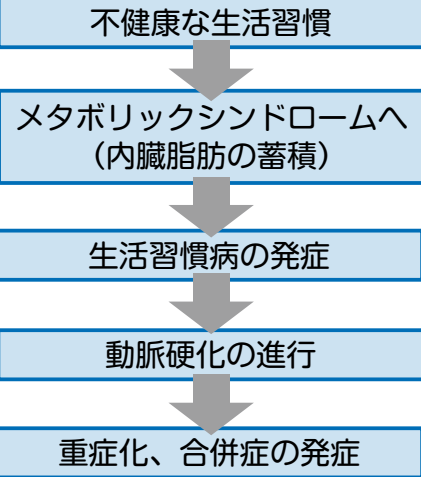 不健康な生活習慣
メタボリックシンドロームへ
（内臓脂肪の蓄積）
生活習慣病の発症
動脈硬化の進行
重症化、合併症の発症